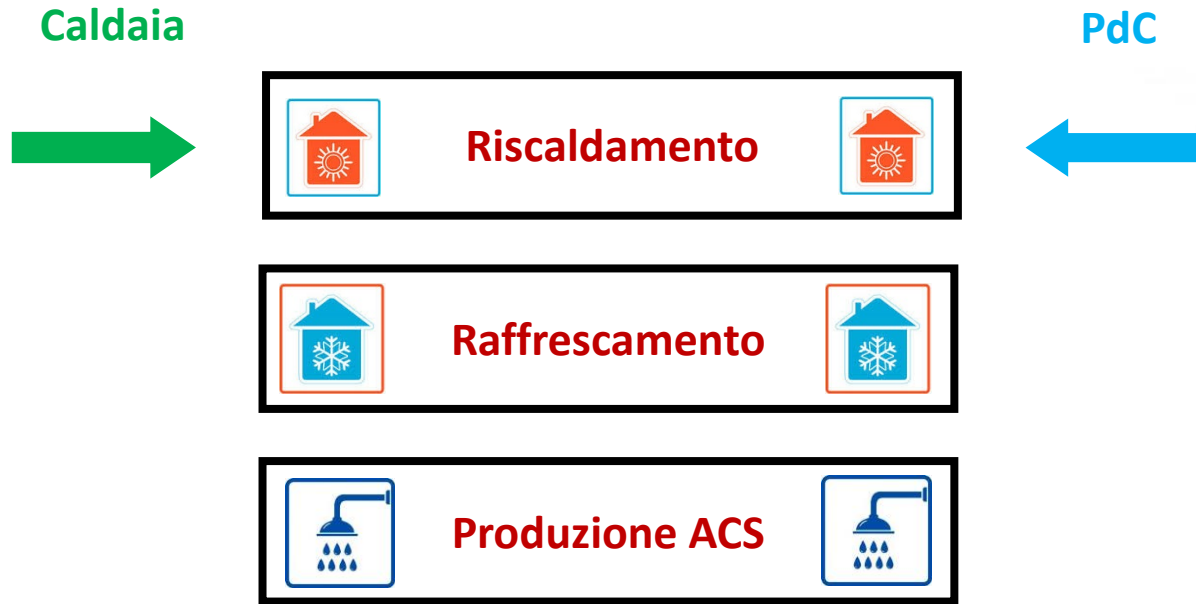 Caldaia
PdC
Riscaldamento
Raffrescamento
Produzione ACS